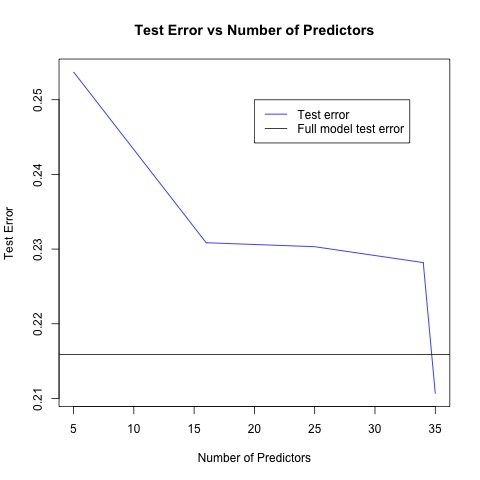 Test Error vs Number of Predictors
Test Error
0.25
0.24
0.23
0.22
0.21
Test error
Full model test error
5 10 15 20 25 30 35
Number of Predictors